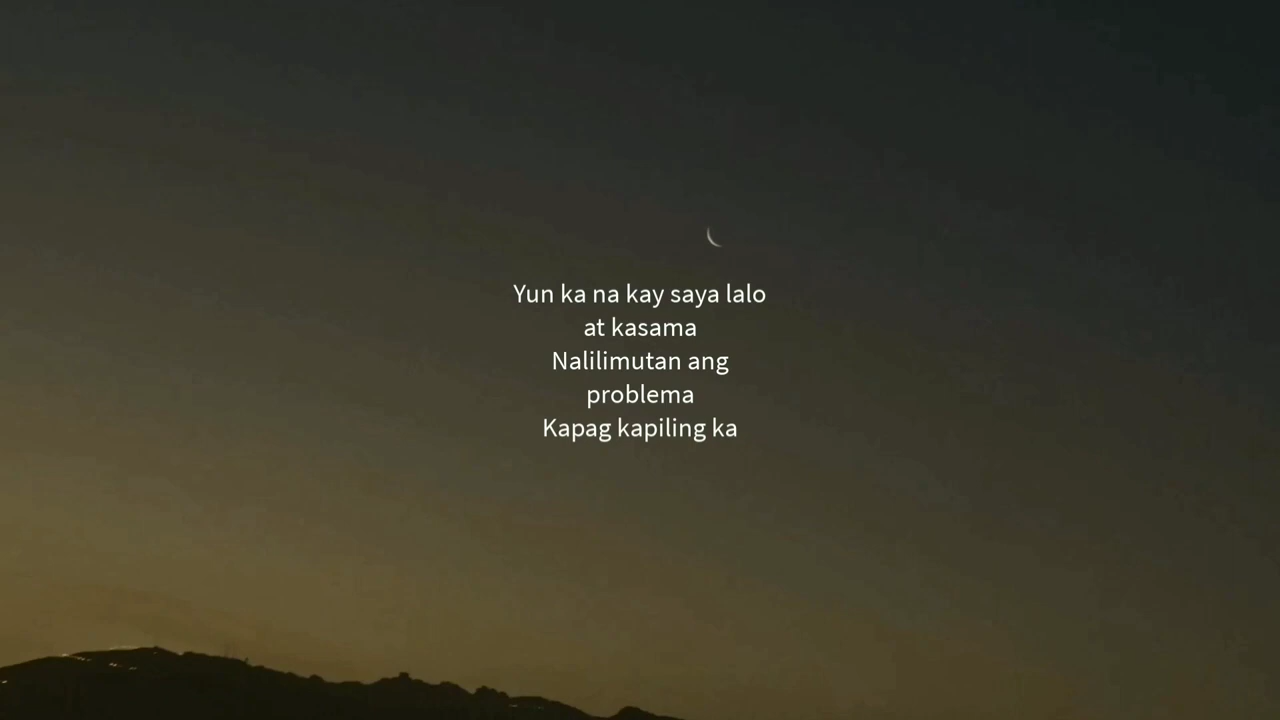 Yun ka na kay saya lalo
at kasama
Nalilimutan ang
problema
Kapag kapiling ka